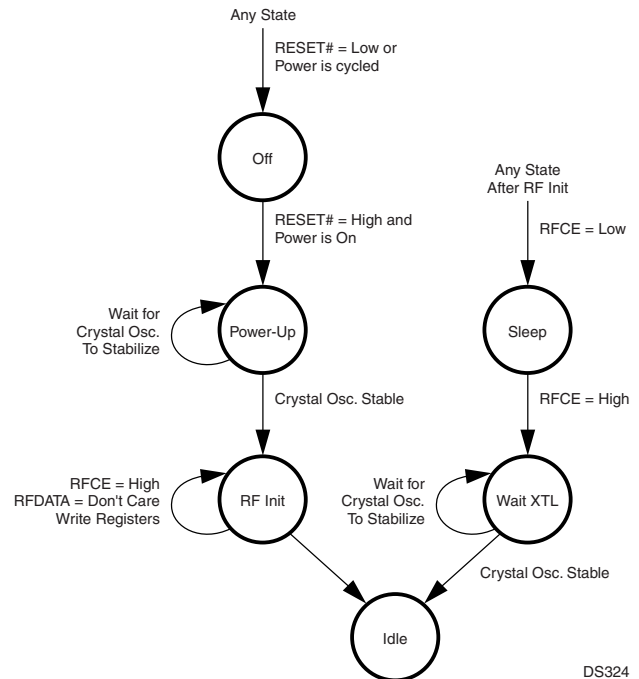 Any State
RESET# = Low or
Power is cycled
Off
Any State
After RF Init
RESET# = High and
Power is On
RFCE = Low
Wait for
Crystal Osc.
To Stabilize
Power-Up
Sleep
Crystal Osc. Stable
RFCE = High
RFCE = High
RFDATA = Don't Care
Write Registers
RF Init
Wait for
Crystal Osc.
To Stabilize
Wait XTL
Crystal Osc. Stable
Idle
DS324